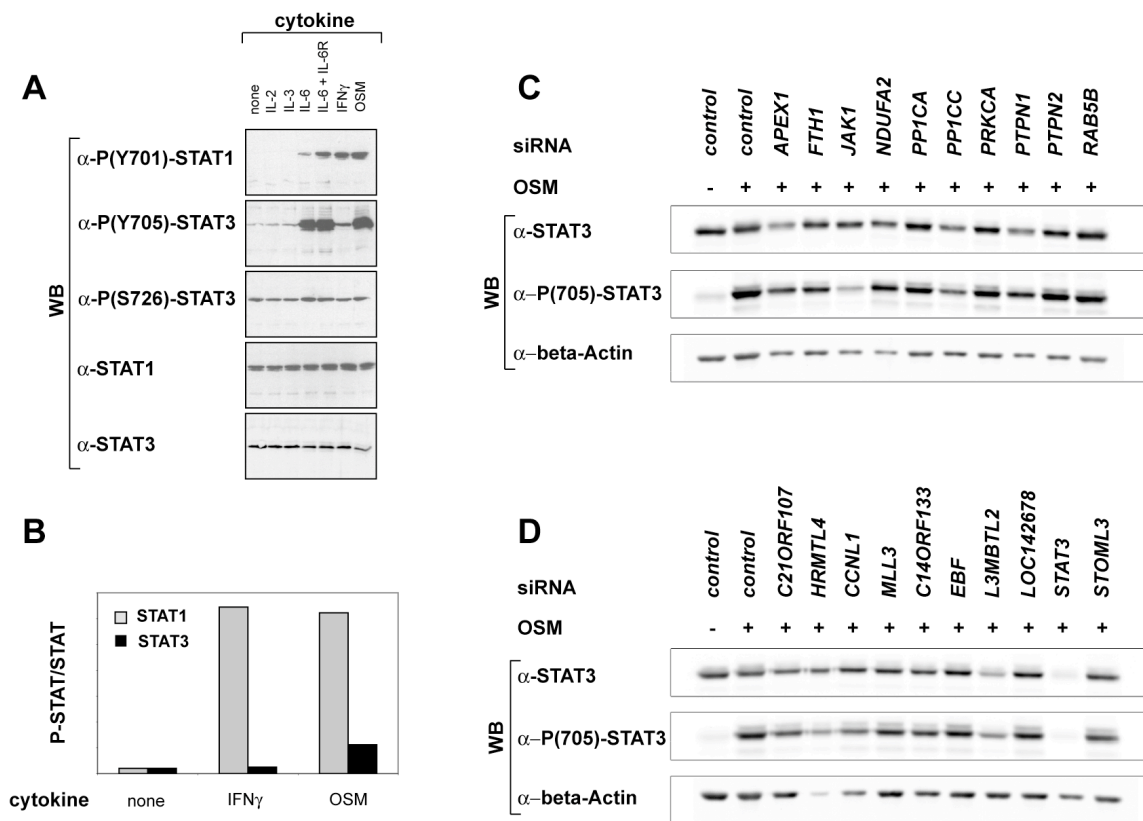 A
cytokine
none
IL-2
IL-3
IL-6
IL-6 + IL-6R
IFNγ
OSM
WB
α-P(Y701)-STAT1
α-P(Y705)-STAT3
α-P(S726)-STAT3
α-STAT1
α-STAT3
B
P-STAT/STAT
STAT1
STAT3
cytokine none IFNγ OSM
C
siRNA control control APEX1 FTH1 JAK1 NDUFA2 PP1CA PP1CC PRKCA PTPN1 PTPN2 RAB5B
OSM - + + + + + + + + + + +
WB
α-STAT3
α–P(705)-STAT3
α–beta-Actin
D
siRNA control control C21ORF107 HRMTL4 CCNL1 MLL3 C14ORF133 EBF L3MBTL2 LOC142678 STAT3 STOML3
OSM - + + + + + + + + + + +
WB
α-STAT3
α–P(705)-STAT3
α–beta-Actin